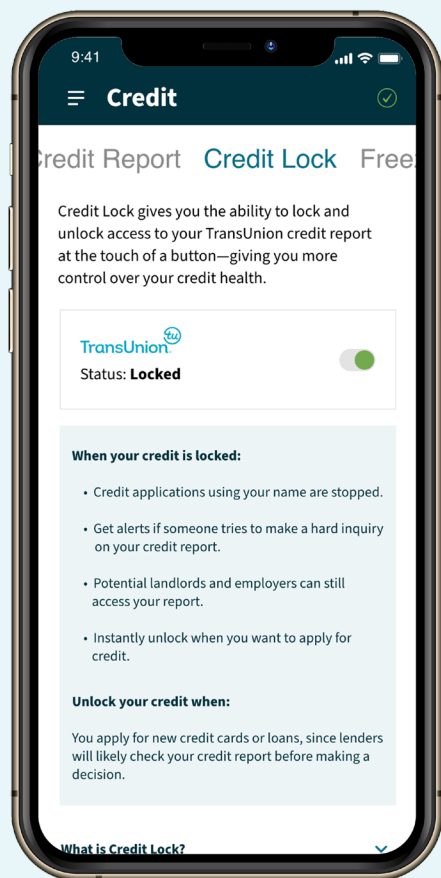 9:41
Credit
Credit Report Credit Lock Free
Credit Lock gives you the ability to lock and
unlock access to your TransUnion credit report
at the touch of a button—giving you more
control over your credit health.
tu
TransUnion
Status: Locked
When your credit is locked:
• Credit applications using your name are stopped.
• Get alerts if someone tries to make a hard inquiry
on your credit report.
• Potential landlords and employers can still
access your report.
• Instantly unlock when you want to apply for
credit.
Unlock your credit when:
You apply for new credit cards or loans, since lenders
will likely check your credit report before making a
decision.
What is Credit Lock?